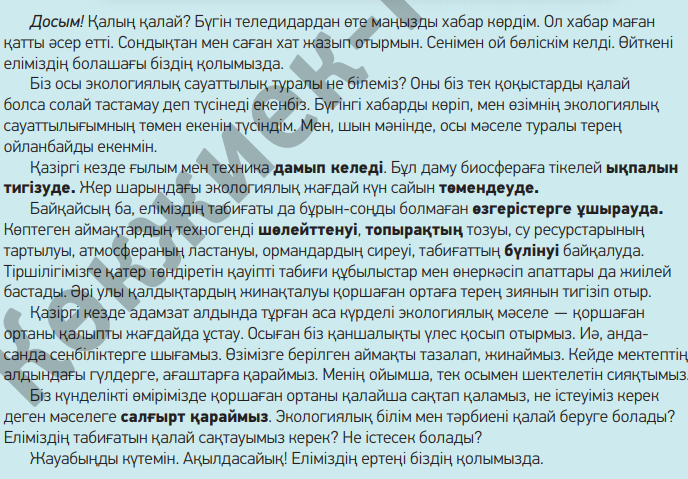 Досым! Қалың қалай? Бүгін теледидардан өте маңызды хабар көрдім. Ол хабар маған
қатты әсер етті. Сондықтан мен саған хат жазып отырмын. Сенімен ой бөліскім келді. Өйткені
еліміздің болашағы біздің қолымызда.
Біз осы экологиялық сауаттылық туралы не білеміз? Оны біз тек қоқыстарды қалай
болса солай тастамау деп түсінеді екенбіз. Бүгінгі хабарды көріп, мен өзімнің экологиялық
сауаттылығымның төмен екенін түсіндім. Мен, шын мәнінде, осы мәселе туралы терең
ойланбайды екенмін.
Қазіргі кезде ғылым мен техника дамып келеді. Бұл даму биосфераға тікелей ықпалын
тигізуде. Жер шарындағы экологиялық жағдай күн сайын төмендеуде.
Байқайсың ба, еліміздің табиғаты да бұрын-соңды болмаған өзгерістерге ұшырауда.
Көптеген аймақтардың техногенді шөлейттенуі, топырақтың тозуы, су ресурстарының
тартылуы, атмосфераның ластануы, ормандардың сиреуі, табиғаттың бүлінуі байқалуда.
Тіршілігімізге қатер төндіретін қауіпті табиғи құбылыстар мен өнеркәсіп апаттары да жиілей
бастады. Әрі улы қалдықтардың жинақталуы қоршаған ортаға терең зиянын тигізіп отыр.
Қазіргі кезде адамзат алдында тұрған аса күрделі экологиялық мәселе — қоршаған
ортаны қалыпты жағдайда ұстау. Осыған біз қаншалықты үлес қосып отырмыз. Иә, анда-
санда сенбіліктерге шығамыз. Өзімізге берілген аймақты тазалап, жинаймыз. Кейде мектептің
алдындағы гүлдерге, ағаштарға қараймыз. Менің ойымша, тек осымен шектелетін сияқтымыз.
Біз күнделікті өмірімізде қоршаған ортаны қалайша сақтап қаламыз, не істеуіміз керек
деген мәселеге салғырт қараймыз. Экологиялық білім мен тәрбиені қалай беруге болады?
Еліміздің табиғатын қалай сақтауымыз керек? Не істесек болады?
Жауабыңды күтемін. Ақылдасайық! Еліміздің ертеңі біздің қолымызда.